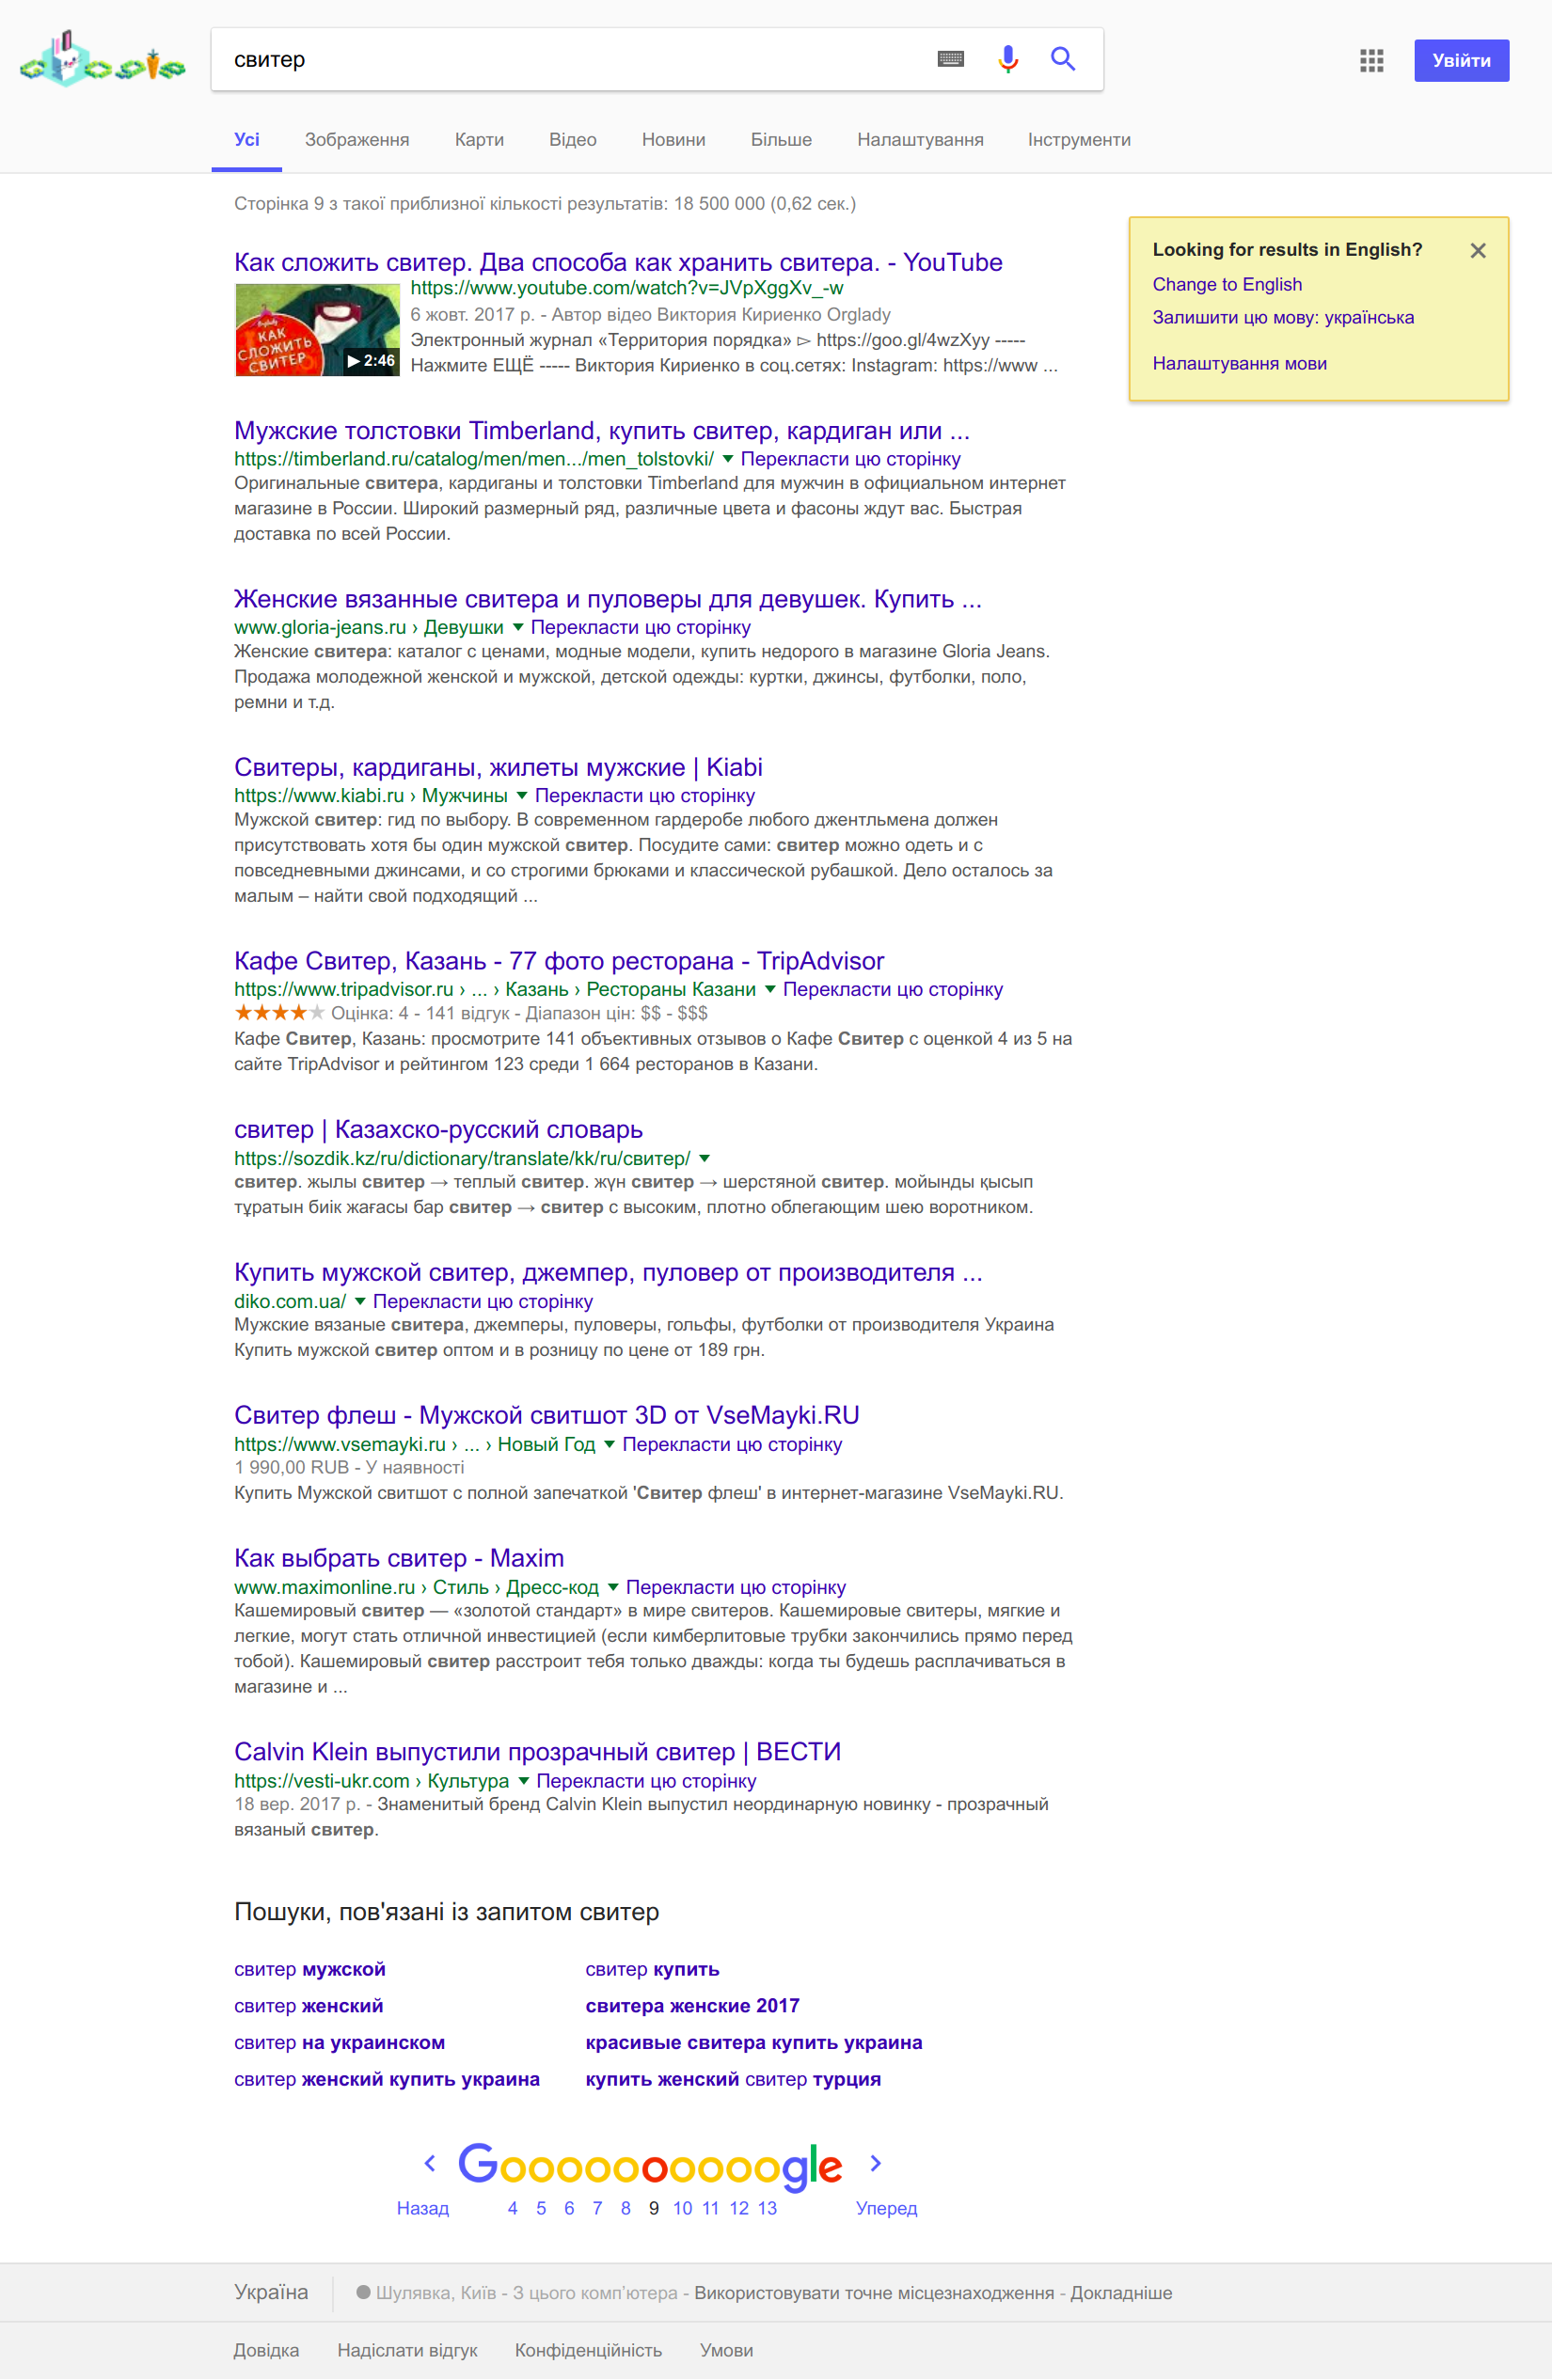 свитер
Увійти
Усі Зображення Карти Відео Новини Більше Налаштування Інструменти
Сторінка 9 з такої приблизної кількості результатів: 18 500 000 (0,62 сек.)
Looking for results in English?
Change to English
Залишити цю мову: українська
Налаштування мови
Как сложить свитер. Два способа как хранить свитера. - YouTube
https://www.youtube.com/watch?v=JVpXggXv_-w
КАК
СЛОЖИТЬ
СВИТЕР
▶ 2:46
6 жовт. 2017 р. - Автор відео Виктория Кириенко Orglady
Электронный журнал «Территория порядка» ▻ https://goo.gl/4wzXyy -----
Нажмите ЕЩЁ ----- Виктория Кириенко в соц.сетях: Instagram: https://www ...
Мужские толстовки Timberland, купить свитер, кардиган или ...
https://timberland.ru/catalog/men/men.../men_tolstovki/ ▼ Перекласти цю сторінку
Оригинальные свитера, кардиганы и толстовки Timberland для мужчин в официальном интернет
магазине в России. Широкий размерный ряд, различные цвета и фасоны ждут вас. Быстрая
доставка по всей России.
Женские вязанные свитера и пуловеры для девушек. Купить ...
www.gloria-jeans.ru › Девушки ▼ Перекласти цю сторінку
Женские свитера: каталог с ценами, модные модели, купить недорого в магазине Gloria Jeans.
Продажа молодежной женской и мужской, детской одежды: куртки, джинсы, футболки, поло,
ремни и т.д.
Свитеры, кардиганы, жилеты мужские | Kiabi
https://www.kiabi.ru › Мужчины ▼ Перекласти цю сторінку
Мужской свитер: гид по выбору. В современном гардеробе любого джентльмена должен
присутствовать хотя бы один мужской свитер. Посудите сами: свитер можно одеть и с
повседневными джинсами, и со строгими брюками и классической рубашкой. Дело осталось за
малым – найти свой подходящий ...
Кафе Свитер, Казань - 77 фото ресторана - TripAdvisor
https://www.tripadvisor.ru › ... › Казань › Рестораны Казани ▼ Перекласти цю сторінку
★★★★★ Оцінка: 4 - 141 відгук - Діапазон цін: $$ - $$$
Кафе Свитер, Казань: просмотрите 141 объективных отзывов о Кафе Свитер с оценкой 4 из 5 на
сайте TripAdvisor и рейтингом 123 среди 1 664 ресторанов в Казани.
свитер | Казахско-русский словарь
https://sozdik.kz/ru/dictionary/translate/kk/ru/свитер/ ▼
свитер. жылы свитер → теплый свитер. жүн свитер → шерстяной свитер. мойынды қысып
тұратын биік жағасы бар свитер → свитер с высоким, плотно облегающим шею воротником.
Купить мужской свитер, джемпер, пуловер от производителя ...
diko.com.ua/ ▼ Перекласти цю сторінку
Мужские вязаные свитера, джемперы, пуловеры, гольфы, футболки от производителя Украина
Купить мужской свитер оптом и в розницу по цене от 189 грн.
Свитер флеш - Мужской свитшот 3D от VseMayki.RU
https://www.vsemayki.ru › ... › Новый Год ▼ Перекласти цю сторінку
1 990,00 RUB - У наявності
Купить Мужской свитшот с полной запечаткой 'Свитер флеш' в интернет-магазине VseMayki.RU.
Как выбрать свитер - Maxim
www.maximonline.ru › Стиль › Дресс-код ▼ Перекласти цю сторінку
Кашемировый свитер — «золотой стандарт» в мире свитеров. Кашемировые свитеры, мягкие и
легкие, могут стать отличной инвестицией (если кимберлитовые трубки закончились прямо перед
тобой). Кашемировый свитер расстроит тебя только дважды: когда ты будешь расплачиваться в
магазине и ...
Calvin Klein выпустили прозрачный свитер | ВЕСТИ
https://vesti-ukr.com › Культура ▼ Перекласти цю сторінку
18 вер. 2017 р. - Знаменитый бренд Calvin Klein выпустил неординарную новинку - прозрачный
вязаный свитер.
Пошуки, пов'язані із запитом свитер
свитер мужской свитер купить
свитер женский свитера женские 2017
свитер на украинском красивые свитера купить украина
свитер женский купить украина купить женский свитер турция
Goooooooooogle
Назад 4 5 6 7 8 9 10 11 12 13 Уперед
Україна Шулявка, Київ - З цього комп’ютера - Використовувати точне місцезнаходження - Докладніше
Довідка Надіслати відгук Конфіденційність Умови